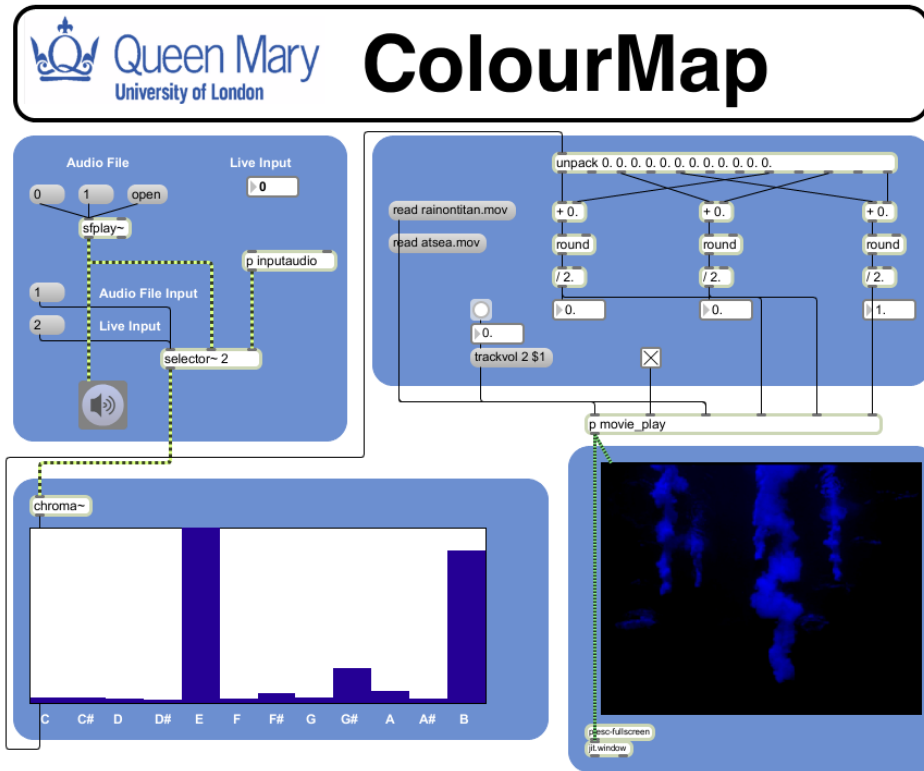 Queen Mary
University of London
ColourMap
Audio File
Live Input
0
1
open
0
sfplay~
p inputaudio
1
Audio File Input
2
Live Input
selector~ 2
unpack 0. 0. 0. 0. 0. 0. 0. 0. 0. 0. 0. 0.
read rainontitan.mov
+ 0.
+ 0.
+ 0.
read atsea.mov
round
round
round
/ 2.
/ 2.
/ 2.
0.
0.
1.
0.
trackvol 2 $1
p movie_play
chroma~
C C# D D# E F F# G G# A A# B
p esc-fullscreen
jit.window